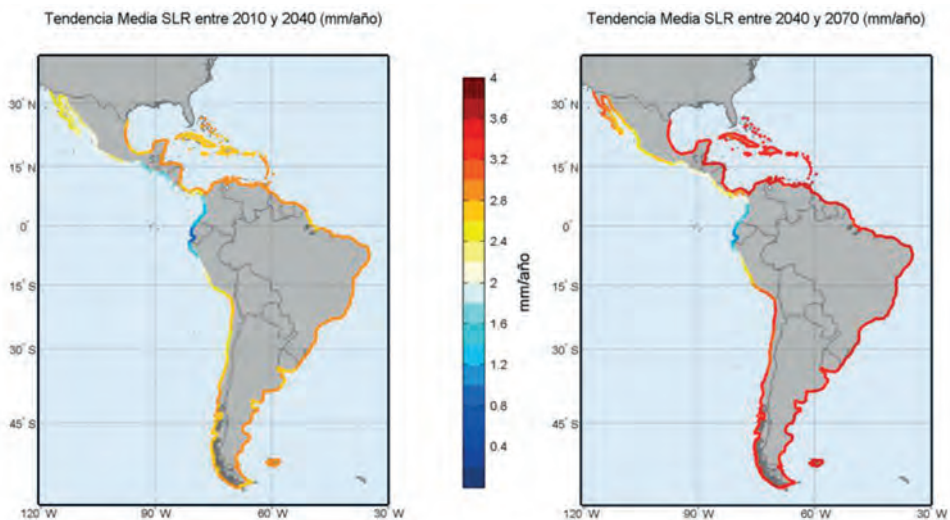 Tendencia Media SLR entre 2010 y 2040 (mm/año)
Tendencia Media SLR entre 2040 y 2070 (mm/año)
30° N
15° N
0°
15° S
30° S
45° S
120 W
90 W
60 W
30 W
4
3.6
3.2
2.8
2.4
2
1.6
1.2
0.8
0.4
mm/año
30° N
15° N
0°
15° S
30° S
45° S
120 W
90 W
60 W
30 W